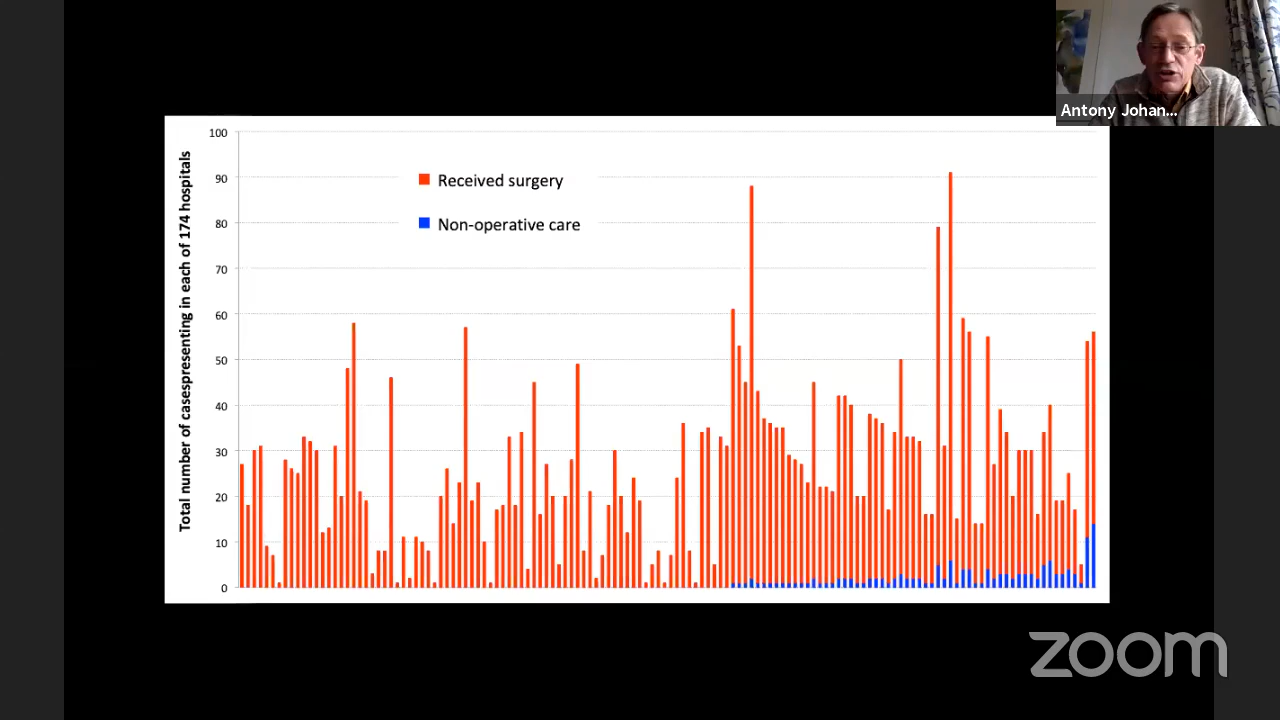 Antony Johan...
Total number of casespresenting in each of 174 hospitals
100
90
80
70
60
50
40
30
20
10
0
Received surgery
Non-operative care
zoom